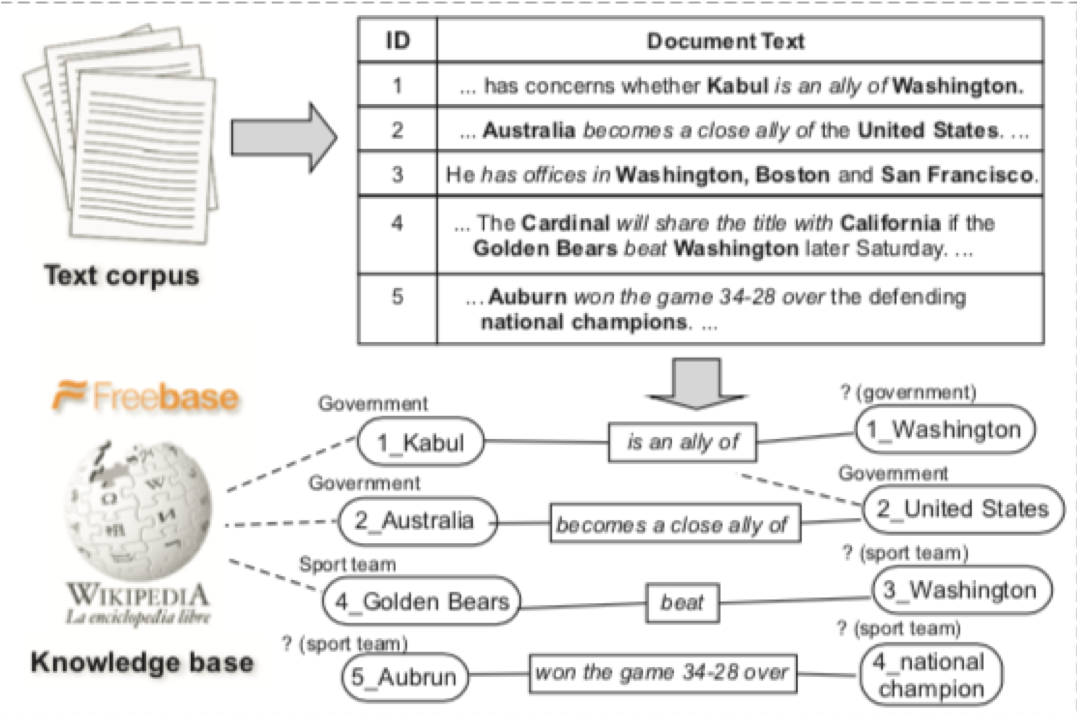 ID Document Text
1 ... has concerns whether Kabul is an ally of Washington.
2 ... Australia becomes a close ally of the United States. ...
3 He has offices in Washington, Boston and San Francisco.
4 ... The Cardinal will share the title with California if the
Golden Bears beat Washington later Saturday. ...
5 ... Auburn won the game 34-28 over the defending
national champions. ...
Text corpus
Freebase
WIKIPEDIA
La enciclopedia libre
Knowledge base
Government
1_Kabul
is an ally of
? (government)
1_Washington
Government
2_Australia
becomes a close ally of
Government
2_United States
Sport team
4_Golden Bears
beat
? (sport team)
3_Washington
? (sport team)
5_Aubrun
won the game 34-28 over
? (sport team)
4_national
champion